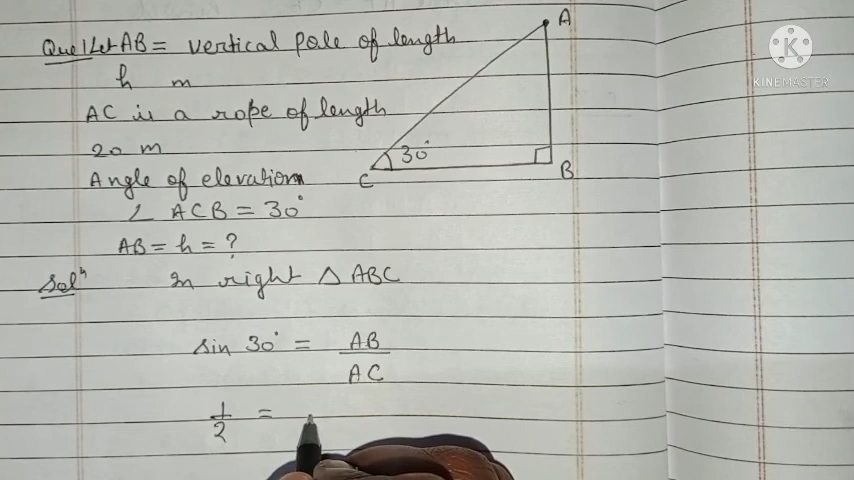 Que 1 Let AB = vertical pole of length
h m
AC is a rope of length
20 m
Angle of elevation
∠ ACB = 30°
AB = h = ?
Solⁿ In right △ ABC
sin 30° = AB
AC
1/2 =
A
30°
C
B
K
KINEMASTER